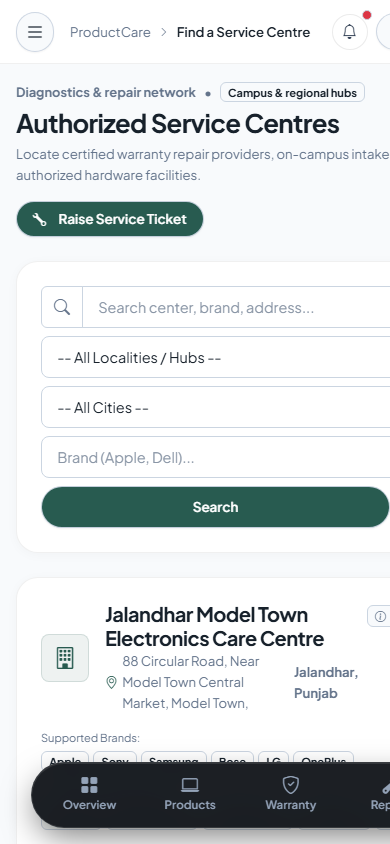 ProductCare > Find a Service Centre
Diagnostics & repair network • Campus & regional hubs
Authorized Service Centres
Locate certified warranty repair providers, on-campus intake
authorized hardware facilities.
Raise Service Ticket
Search center, brand, address...
-- All Localities / Hubs --
-- All Cities --
Brand (Apple, Dell)...
Search
Jalandhar Model Town
Electronics Care Centre
88 Circular Road, Near
Model Town Central
Market, Model Town,
Jalandhar,
Punjab
Supported Brands:
Apple Sony Samsung Bose LG OnePlus
Overview Products Warranty Rep